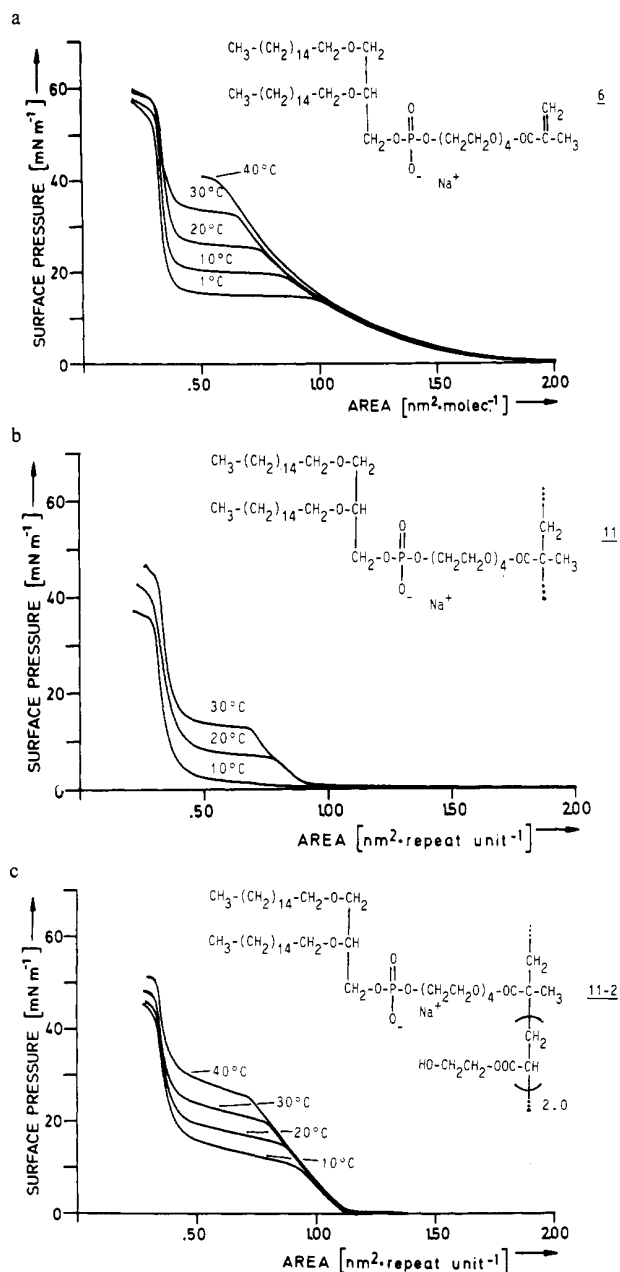 a
SURFACE PRESSURE [mN m⁻¹]
60
40
20
0
CH₃-(CH₂)₁₄-CH₂-O-CH₂
CH₃-(CH₂)₁₄-CH₂-O-CH
CH₂-O-P-O-(CH₂CH₂O)₄-OC-C-CH₃
O
O⁻ Na⁺
CH₂
6
40°C
30°C
20°C
10°C
1°C
.50 1.00 1.50 2.00
AREA [nm²·molec.⁻¹]
b
SURFACE PRESSURE [mN m⁻¹]
60
40
20
0
CH₃-(CH₂)₁₄-CH₂-O-CH₂
CH₃-(CH₂)₁₄-CH₂-O-CH
CH₂-O-P-O-(CH₂CH₂O)₄-OC-C-CH₃
O
O⁻ Na⁺
CH₂
11
30°C
20°C
10°C
.50 1.00 1.50 2.00
AREA [nm²·repeat unit⁻¹]
c
SURFACE PRESSURE [mN m⁻¹]
60
40
20
0
CH₃-(CH₂)₁₄-CH₂-O-CH₂
CH₃-(CH₂)₁₄-CH₂-O-CH
CH₂-O-P-O-(CH₂CH₂O)₄-OC-C-CH₃
O
O⁻ Na⁺
CH₂
11-2
CH₂
HO-CH₂CH₂-OOC-CH
2.0
40°C
30°C
20°C
10°C
.50 1.00 1.50 2.00
AREA [nm²·repeat unit⁻¹]